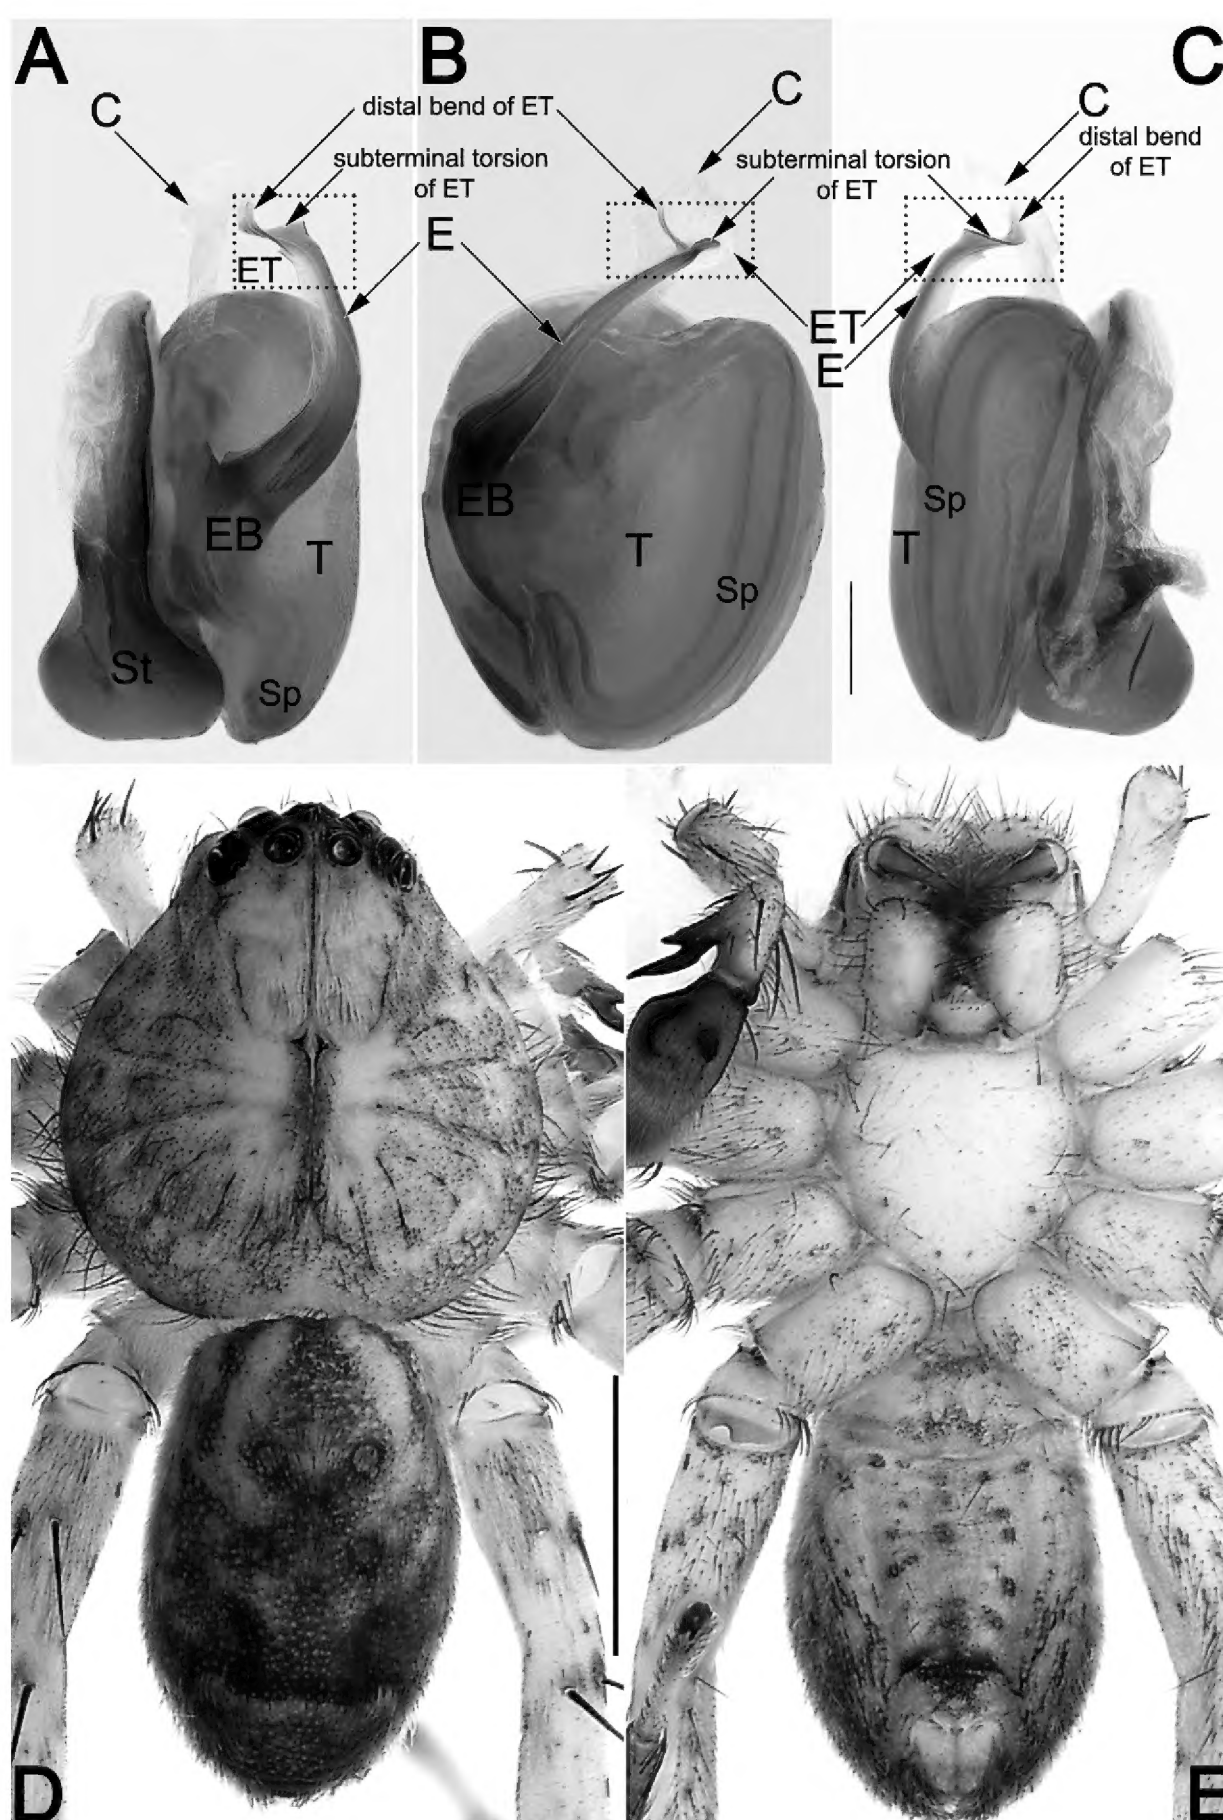 A
B
C
C
distal bend of ET
C
C
distal bend
of ET
subterminal torsion
of ET
subterminal torsion
of ET
E
ET
ET
E
Sp
EB
EB
T
T
T
Sp
St
Sp
D
E